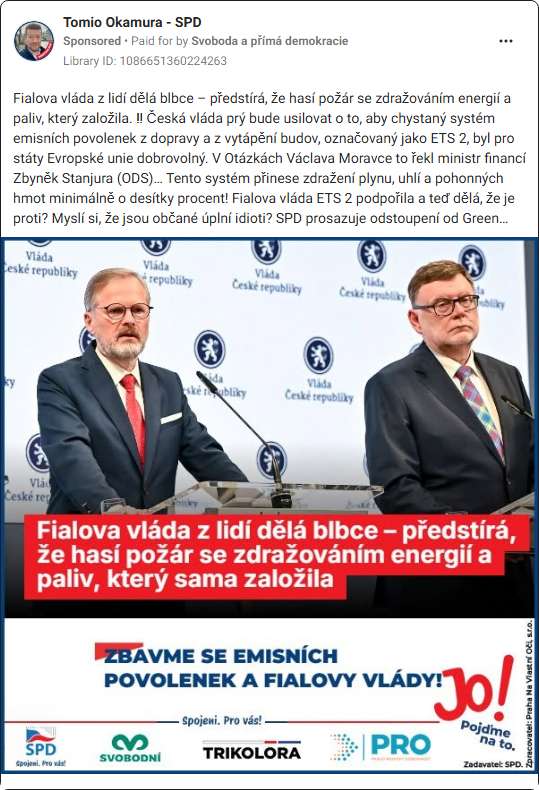 Tomio Okamura - SPD
Sponsored • Paid for by Svoboda a přímá demokracie
Library ID: 1086651360224263
Fialova vláda z lidí dělá blbce – předstírá, že hasí požár se zdražováním energií a
paliv, který založila. ‼ Česká vláda prý bude usilovat o to, aby chystaný systém
emisních povolenek z dopravy a z vytápění budov, označovaný jako ETS 2, byl pro
státy Evropské unie dobrovolný. V Otázkách Václava Moravce to řekl ministr financí
Zbyněk Stanjura (ODS)... Tento systém přinese zdražení plynu, uhlí a pohonných
hmot minimálně o desítky procent! Fialova vláda ETS 2 podpořila a teď dělá, že je
proti? Myslí si, že jsou občané úplní idioti? SPD prosazuje odstoupení od Green...
Vláda
České republiky
Vláda
České republiky
Vláda
České republiky
Vláda
České republiky
Vláda
České republiky
Fialova vláda z lidí dělá blbce – předstírá,
že hasí požár se zdražováním energií a
paliv, který sama založila
ZBAVME SE EMISNÍCH
POVOLENEK A FIALOVY VLÁDY!
Jo!
Pojďme
na to.
Spojeni. Pro vás!
SPD
Spojeni. Pro vás!
SVOBODNÍ
TRIKOLORA
PRO
Zadavatel: SPD.
Zpracovatel: Praha Na Vlastní Oči, s.r.o.